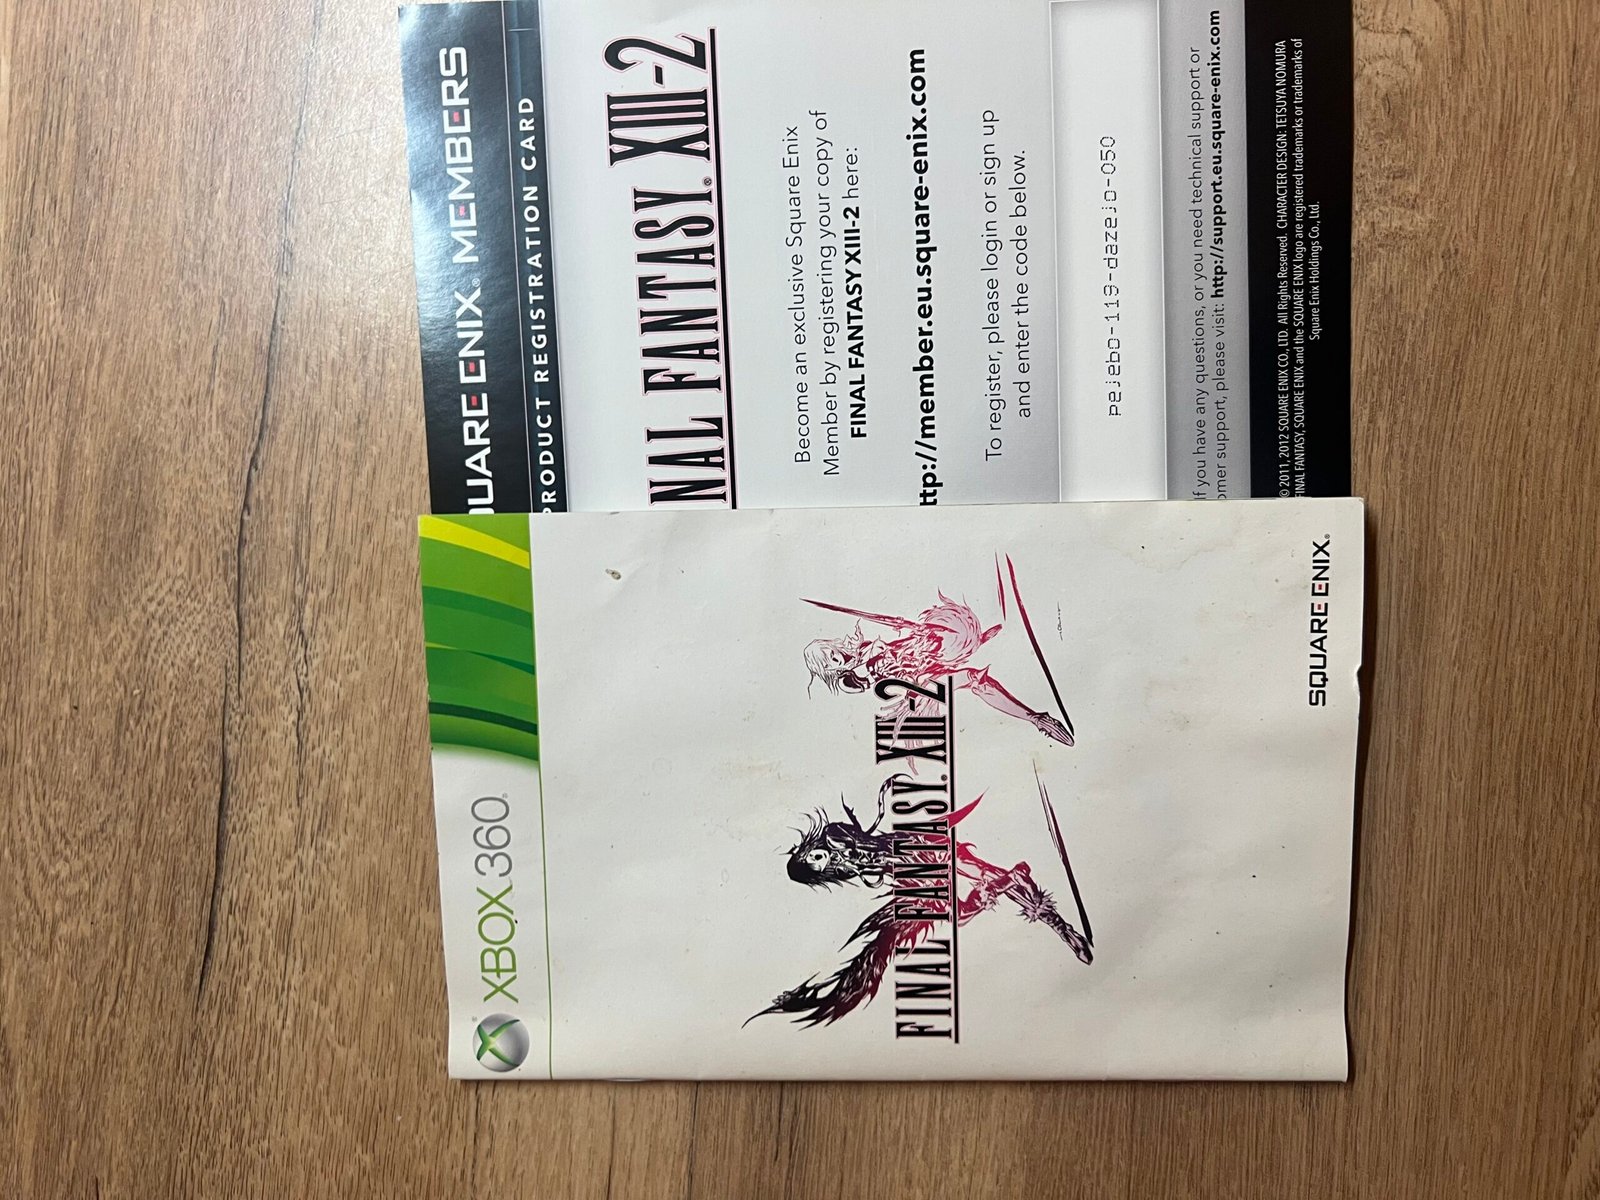 SQUARE ENIX® MEMBERS
PRODUCT REGISTRATION CARD
FINAL FANTASY® XIII-2
Become an exclusive Square Enix
Member by registering your copy of
FINAL FANTASY XIII-2 here:
http://member.eu.square-enix.com
To register, please login or sign up
and enter the code below.
pejebo-119-dazejo-050
If you have any questions, or you need technical support or
customer support, please visit: http://support.eu.square-enix.com
© 2011, 2012 SQUARE ENIX CO., LTD. All Rights Reserved. CHARACTER DESIGN: TETSUYA NOMURA
FINAL FANTASY, SQUARE ENIX and the SQUARE ENIX logo are registered trademarks or trademarks of
Square Enix Holdings Co., Ltd.
XBOX 360®
FINAL FANTASY® XIII-2
SQUARE ENIX®